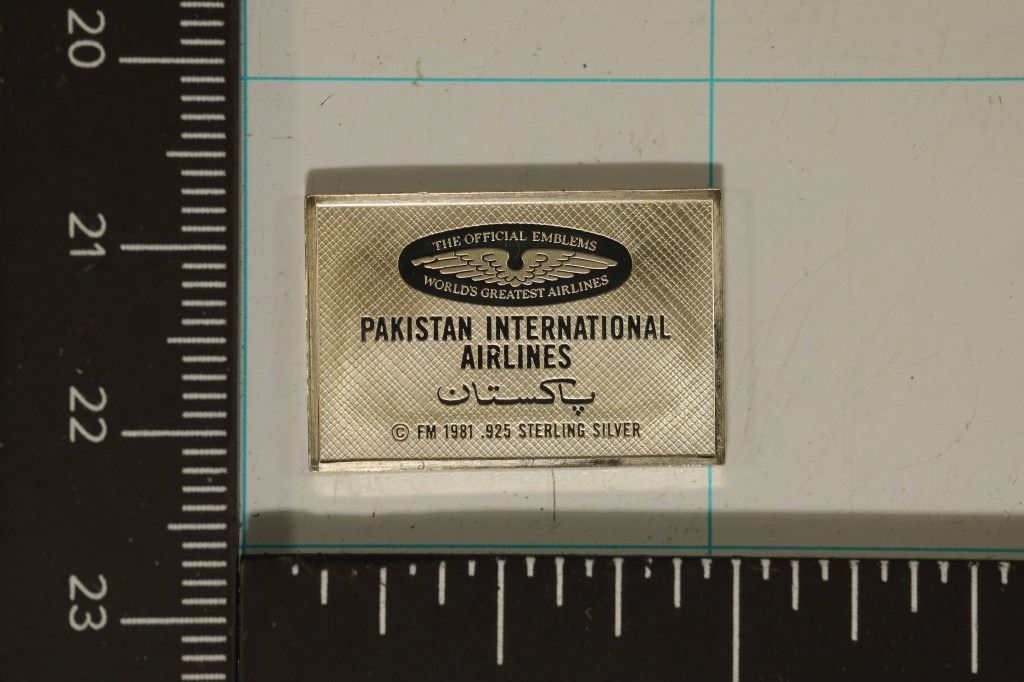 20
21
22
23
THE OFFICIAL EMBLEMS
WORLD'S GREATEST AIRLINES
PAKISTAN INTERNATIONAL
AIRLINES
پاکستان
© FM 1981 .925 STERLING SILVER